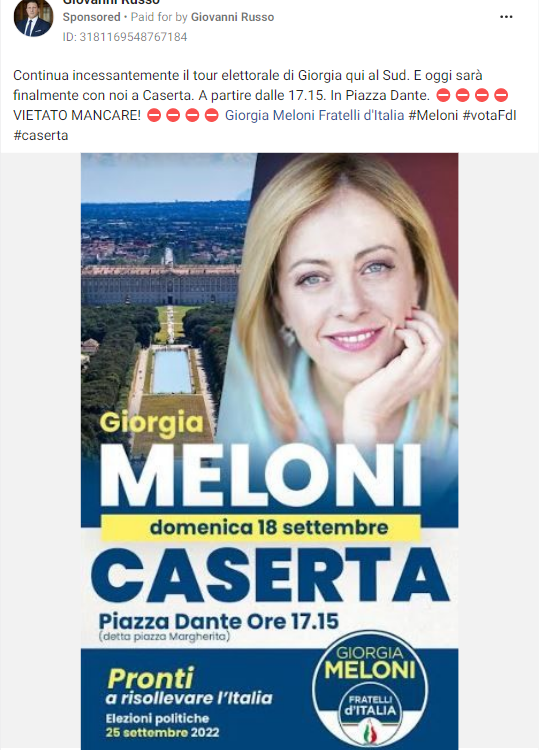 Giovanni Russo
Sponsored • Paid for by Giovanni Russo
ID: 3181169548767184
Continua incessantemente il tour elettorale di Giorgia qui al Sud. E oggi sarà
finalmente con noi a Caserta. A partire dalle 17.15. In Piazza Dante. ⛔ ⛔ ⛔ ⛔
VIETATO MANCARE! ⛔ ⛔ ⛔ ⛔ Giorgia Meloni Fratelli d'Italia #Meloni #votaFdI
#caserta
Giorgia
MELONI
domenica 18 settembre
CASERTA
Piazza Dante Ore 17.15
(detta piazza Margherita)
Pronti
a risollevare l'Italia
Elezioni politiche
25 settembre 2022
GIORGIA
MELONI
FRATELLI
d'ITALIA